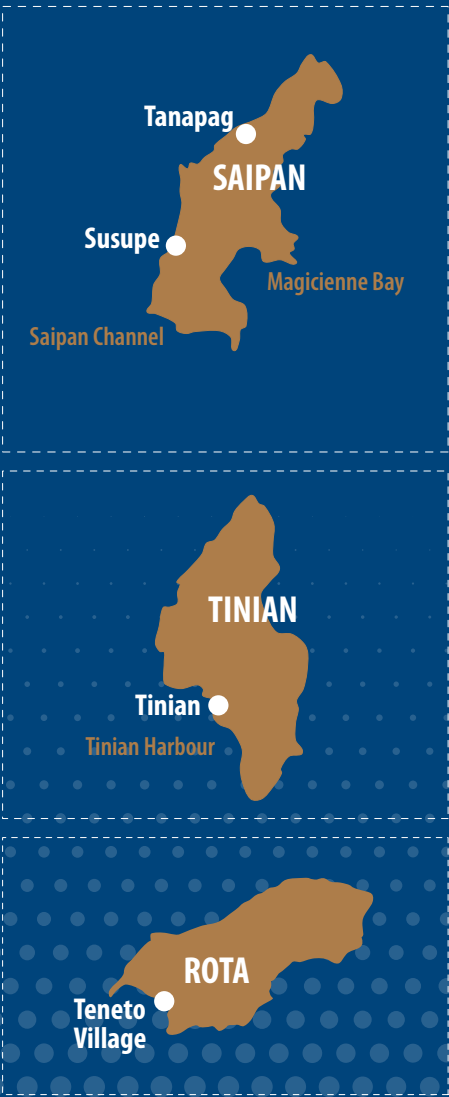 Tanapag
SAIPAN
Susupe
Magicienne Bay
Saipan Channel
TINIAN
Tinian
Tinian Harbour
ROTA
Teneto
Village